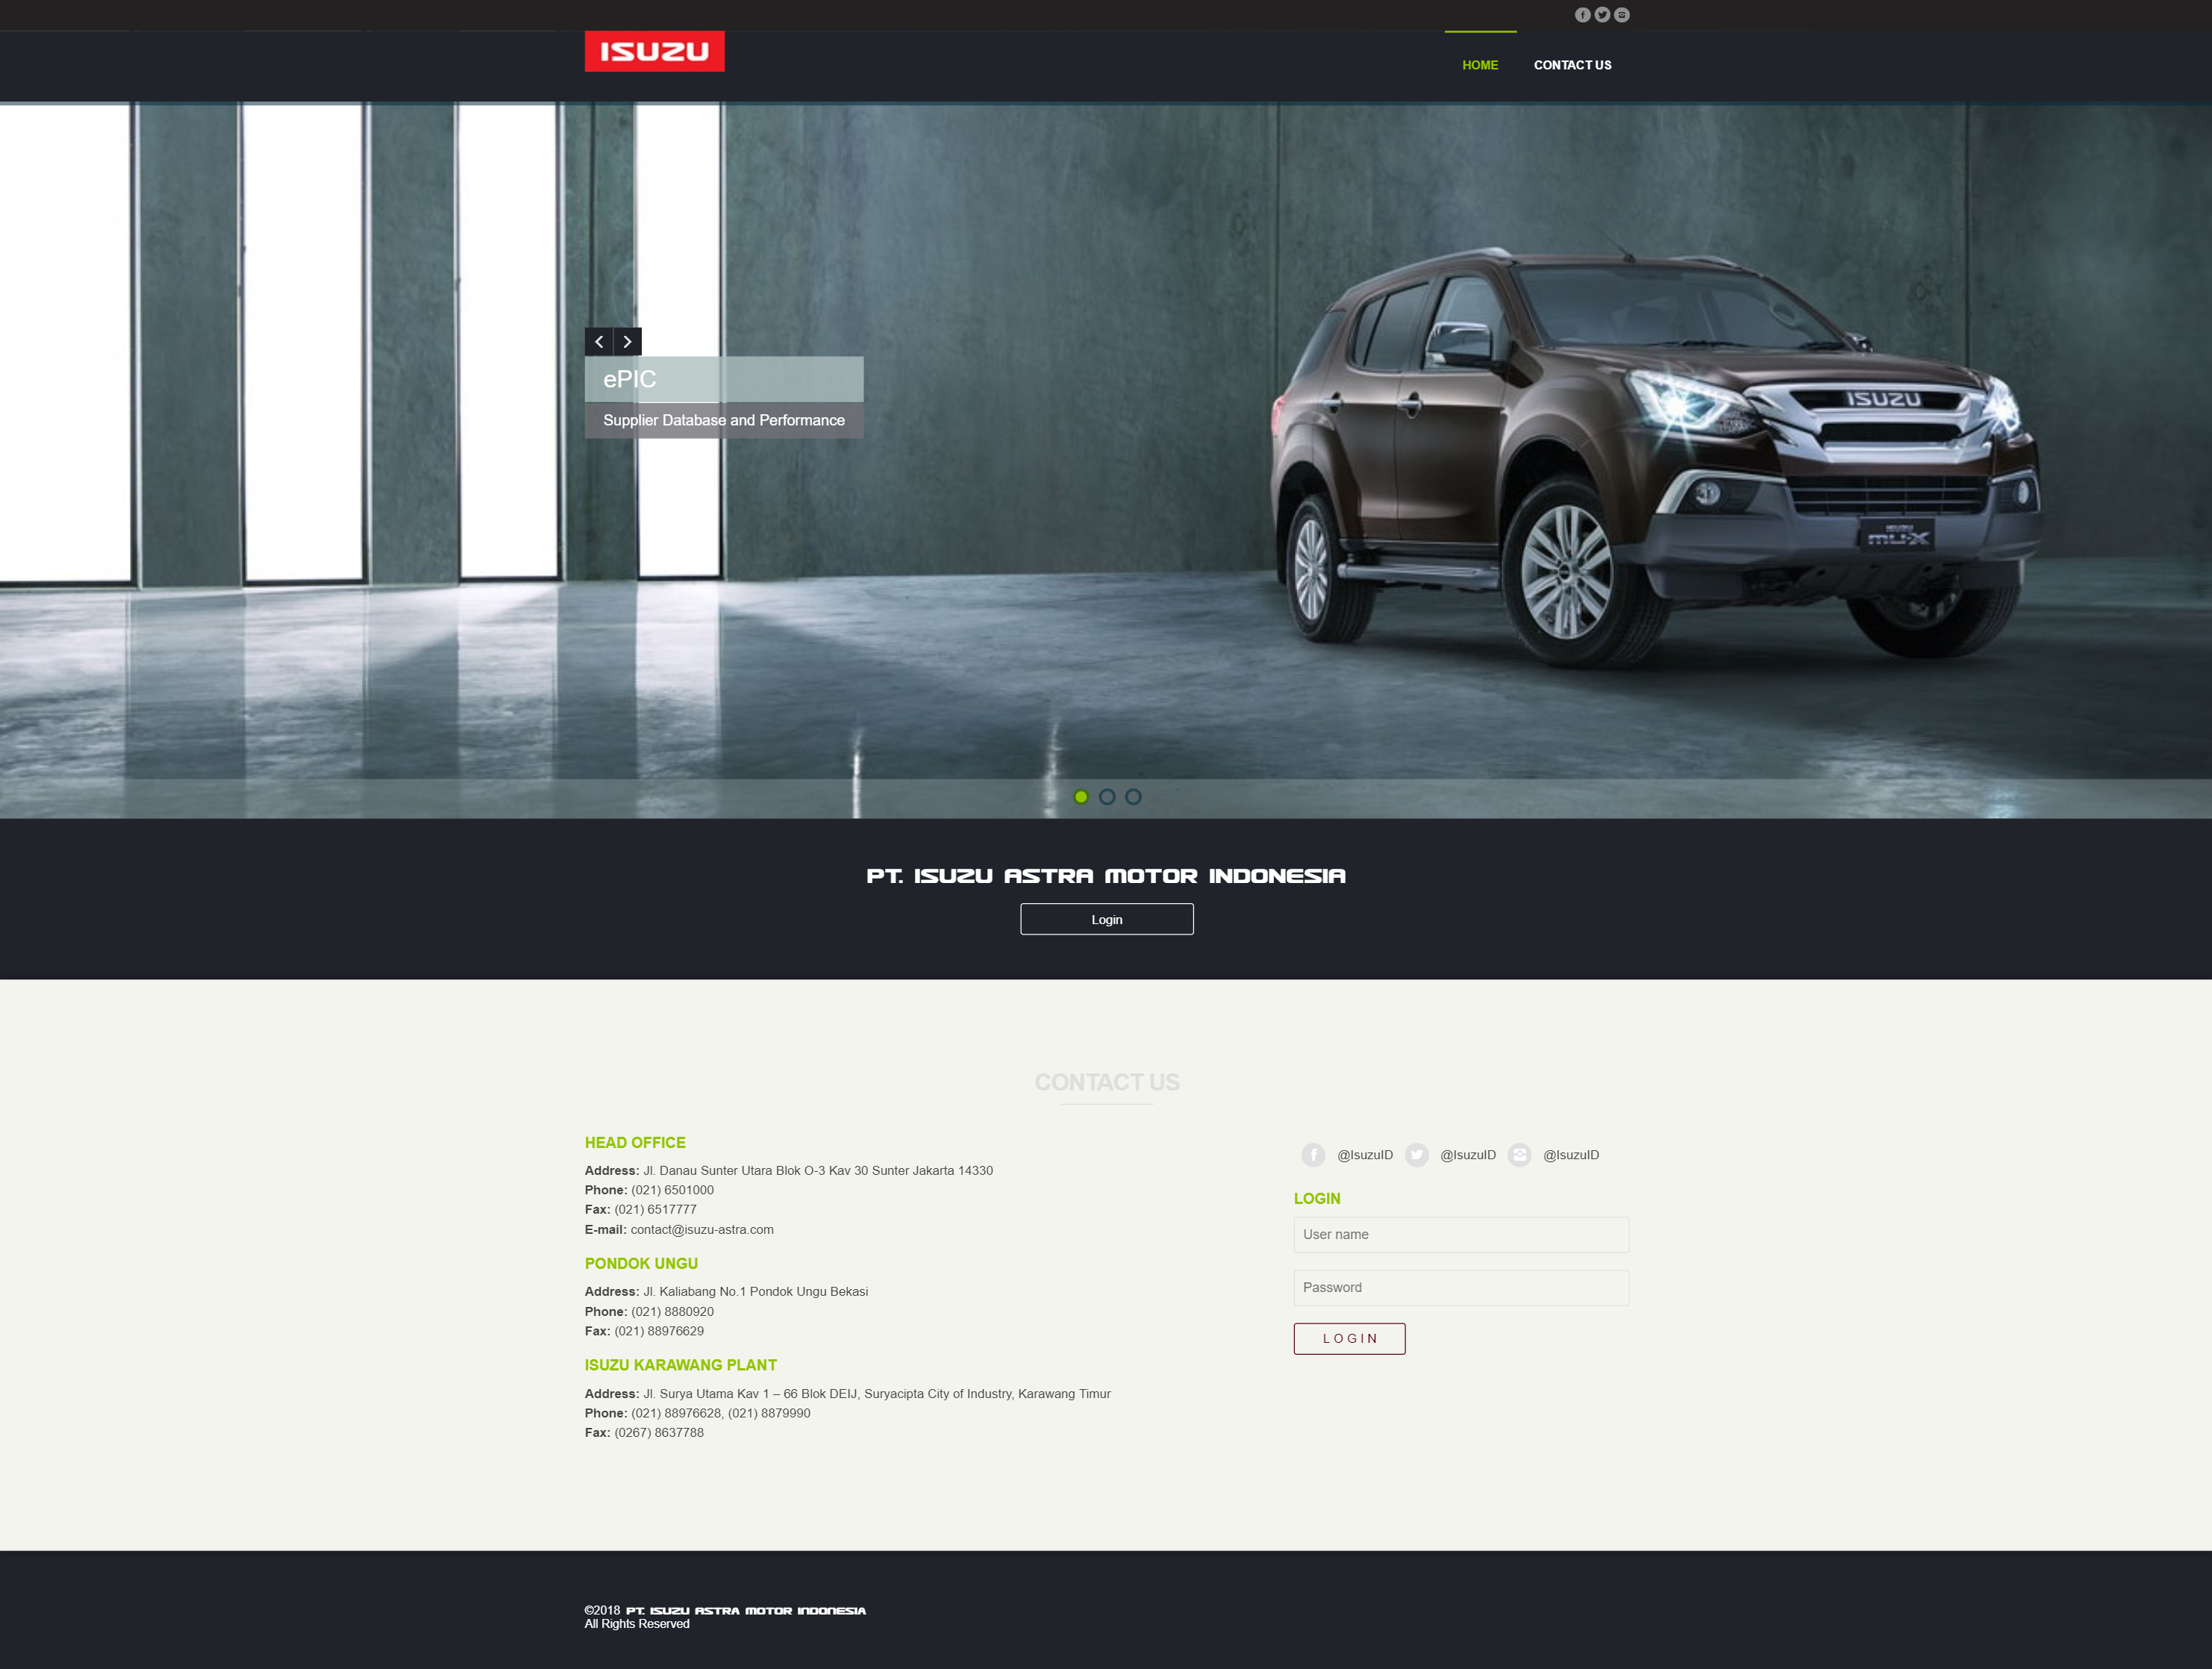 ISUZU
HOME
CONTACT US
ePIC
Supplier Database and Performance
ISUZU
ISUZU
mu-X
PT. ISUZU ASTRA MOTOR INDONESIA
Login
CONTACT US
HEAD OFFICE
Address: Jl. Danau Sunter Utara Blok O-3 Kav 30 Sunter Jakarta 14330
Phone: (021) 6501000
Fax: (021) 6517777
E-mail: contact@isuzu-astra.com
PONDOK UNGU
Address: Jl. Kaliabang No.1 Pondok Ungu Bekasi
Phone: (021) 8880920
Fax: (021) 88976629
ISUZU KARAWANG PLANT
Address: Jl. Surya Utama Kav 1 – 66 Blok DEIJ, Suryacipta City of Industry, Karawang Timur
Phone: (021) 88976628, (021) 8879990
Fax: (0267) 8637788
@IsuzuID @IsuzuID @IsuzuID
LOGIN
User name
Password
LOGIN
©2018 PT. ISUZU ASTRA MOTOR INDONESIA
All Rights Reserved